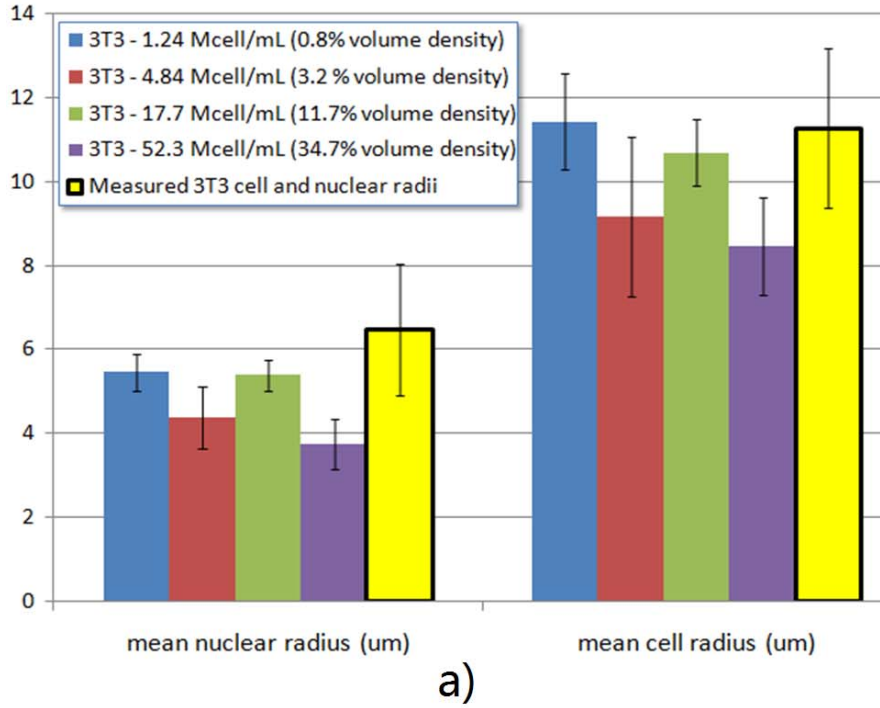 14
12
10
8
6
4
2
0
3T3 - 1.24 Mcell/mL (0.8% volume density)
3T3 - 4.84 Mcell/mL (3.2 % volume density)
3T3 - 17.7 Mcell/mL (11.7% volume density)
3T3 - 52.3 Mcell/mL (34.7% volume density)
Measured 3T3 cell and nuclear radii
mean nuclear radius (um)
mean cell radius (um)
a)